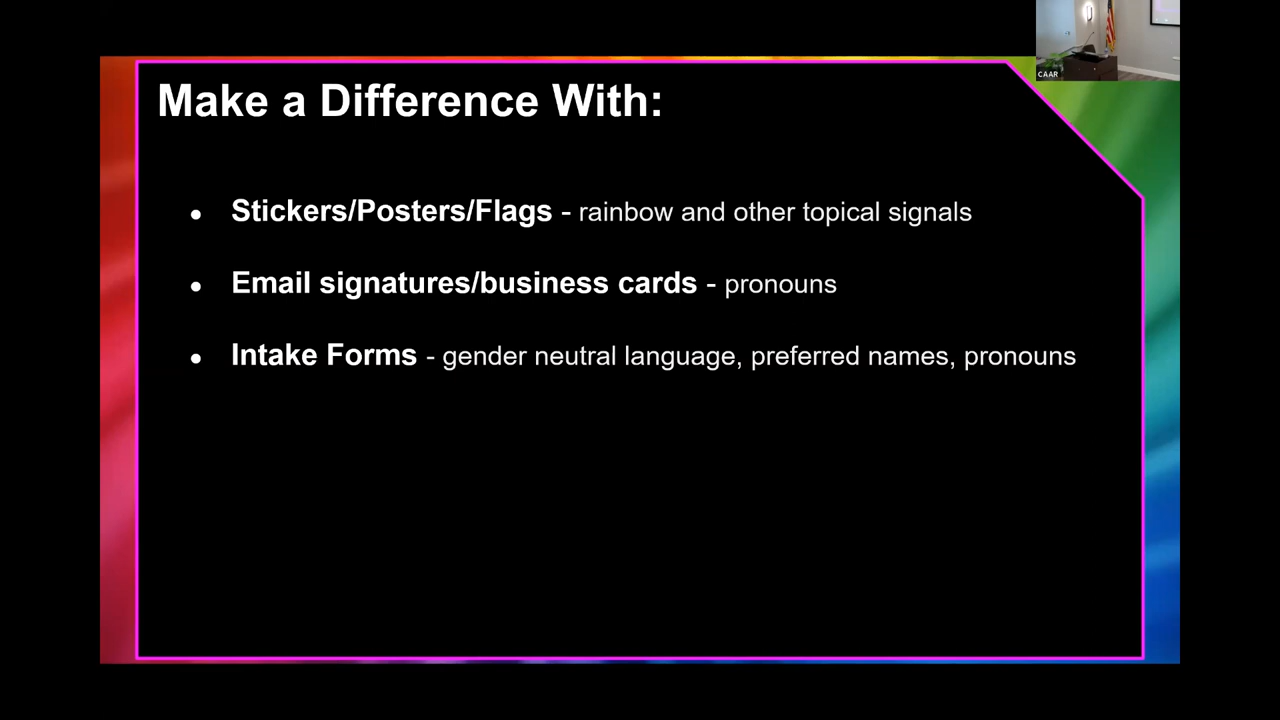 CAAR
Make a Difference With:
● Stickers/Posters/Flags - rainbow and other topical signals
● Email signatures/business cards - pronouns
● Intake Forms - gender neutral language, preferred names, pronouns